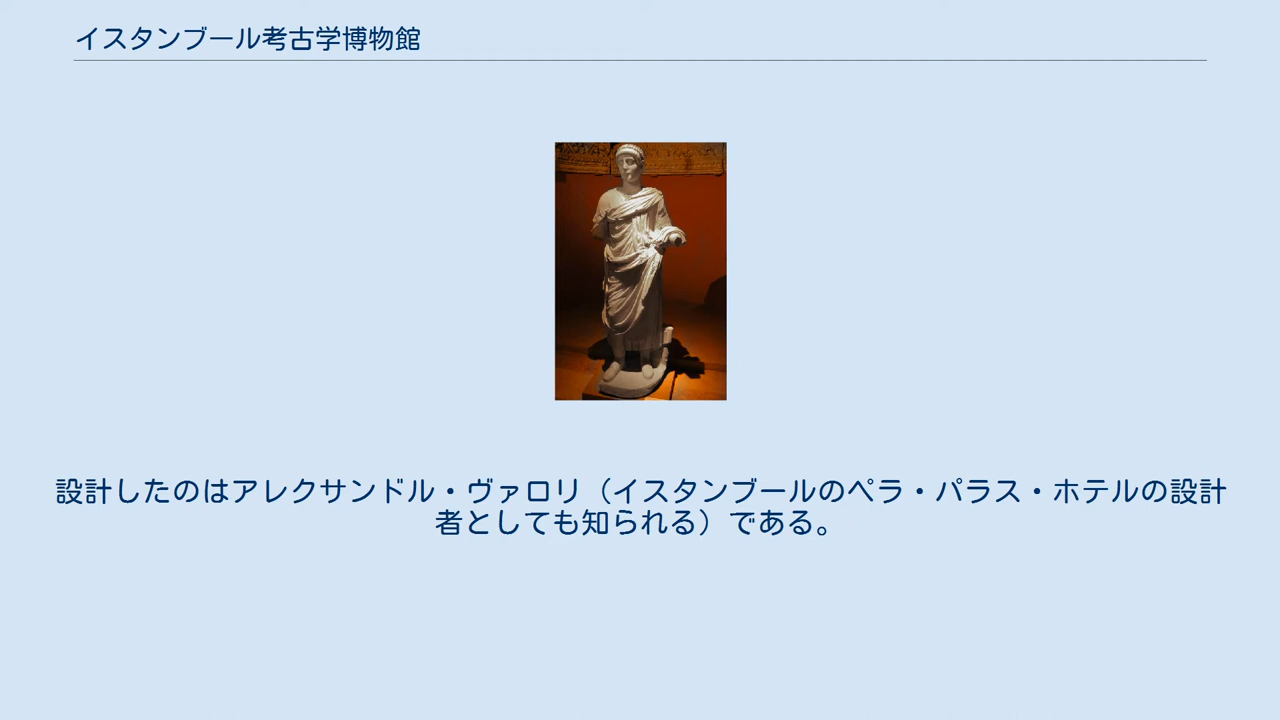 イスタンブール考古学博物館
設計したのはアレクサンドル・ヴァロリ（イスタンブールのペラ・パラス・ホテルの設計
者としても知られる）である。